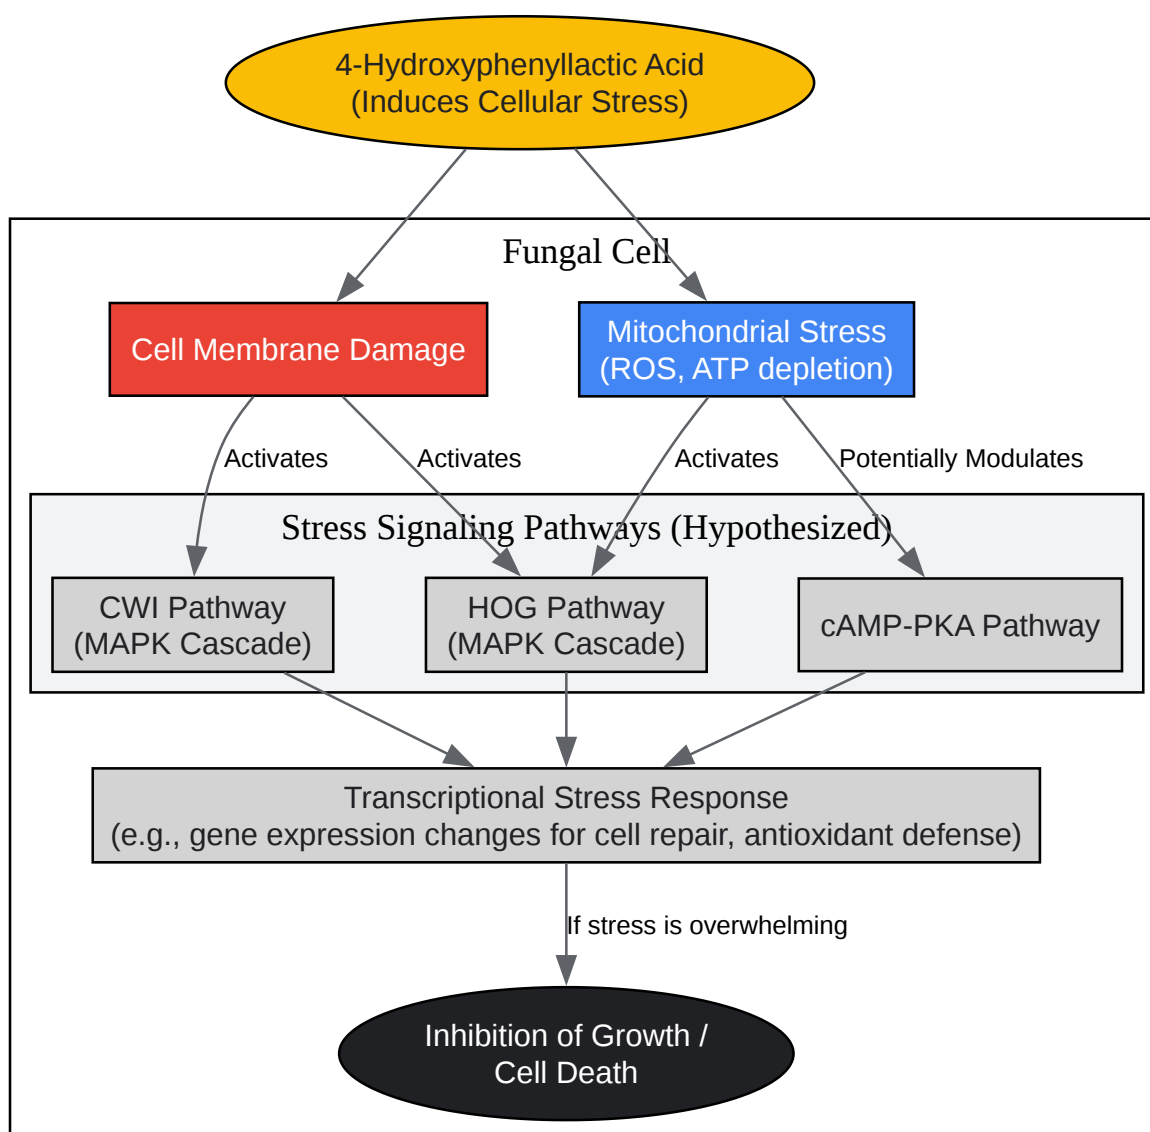 4-Hydroxyphenyllactic Acid
(Induces Cellular Stress)
Fungal Cell
Cell Membrane Damage
Mitochondrial Stress
(ROS, ATP depletion)
Activates
Activates
Activates
Potentially Modulates
Stress Signaling Pathways (Hypothesized)
CWI Pathway
(MAPK Cascade)
HOG Pathway
(MAPK Cascade)
cAMP-PKA Pathway
Transcriptional Stress Response
(e.g., gene expression changes for cell repair, antioxidant defense)
If stress is overwhelming
Inhibition of Growth /
Cell Death